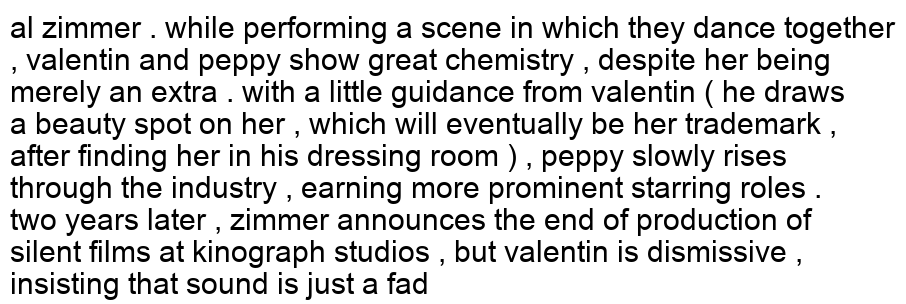 al zimmer . while performing a scene in which they dance together
, valentin and peppy show great chemistry , despite her being
merely an extra . with a little guidance from valentin ( he draws
a beauty spot on her , which will eventually be her trademark ,
after finding her in his dressing room ) , peppy slowly rises
through the industry , earning more prominent starring roles .
two years later , zimmer announces the end of production of
silent films at kinograph studios , but valentin is dismissive ,
insisting that sound is just a fad